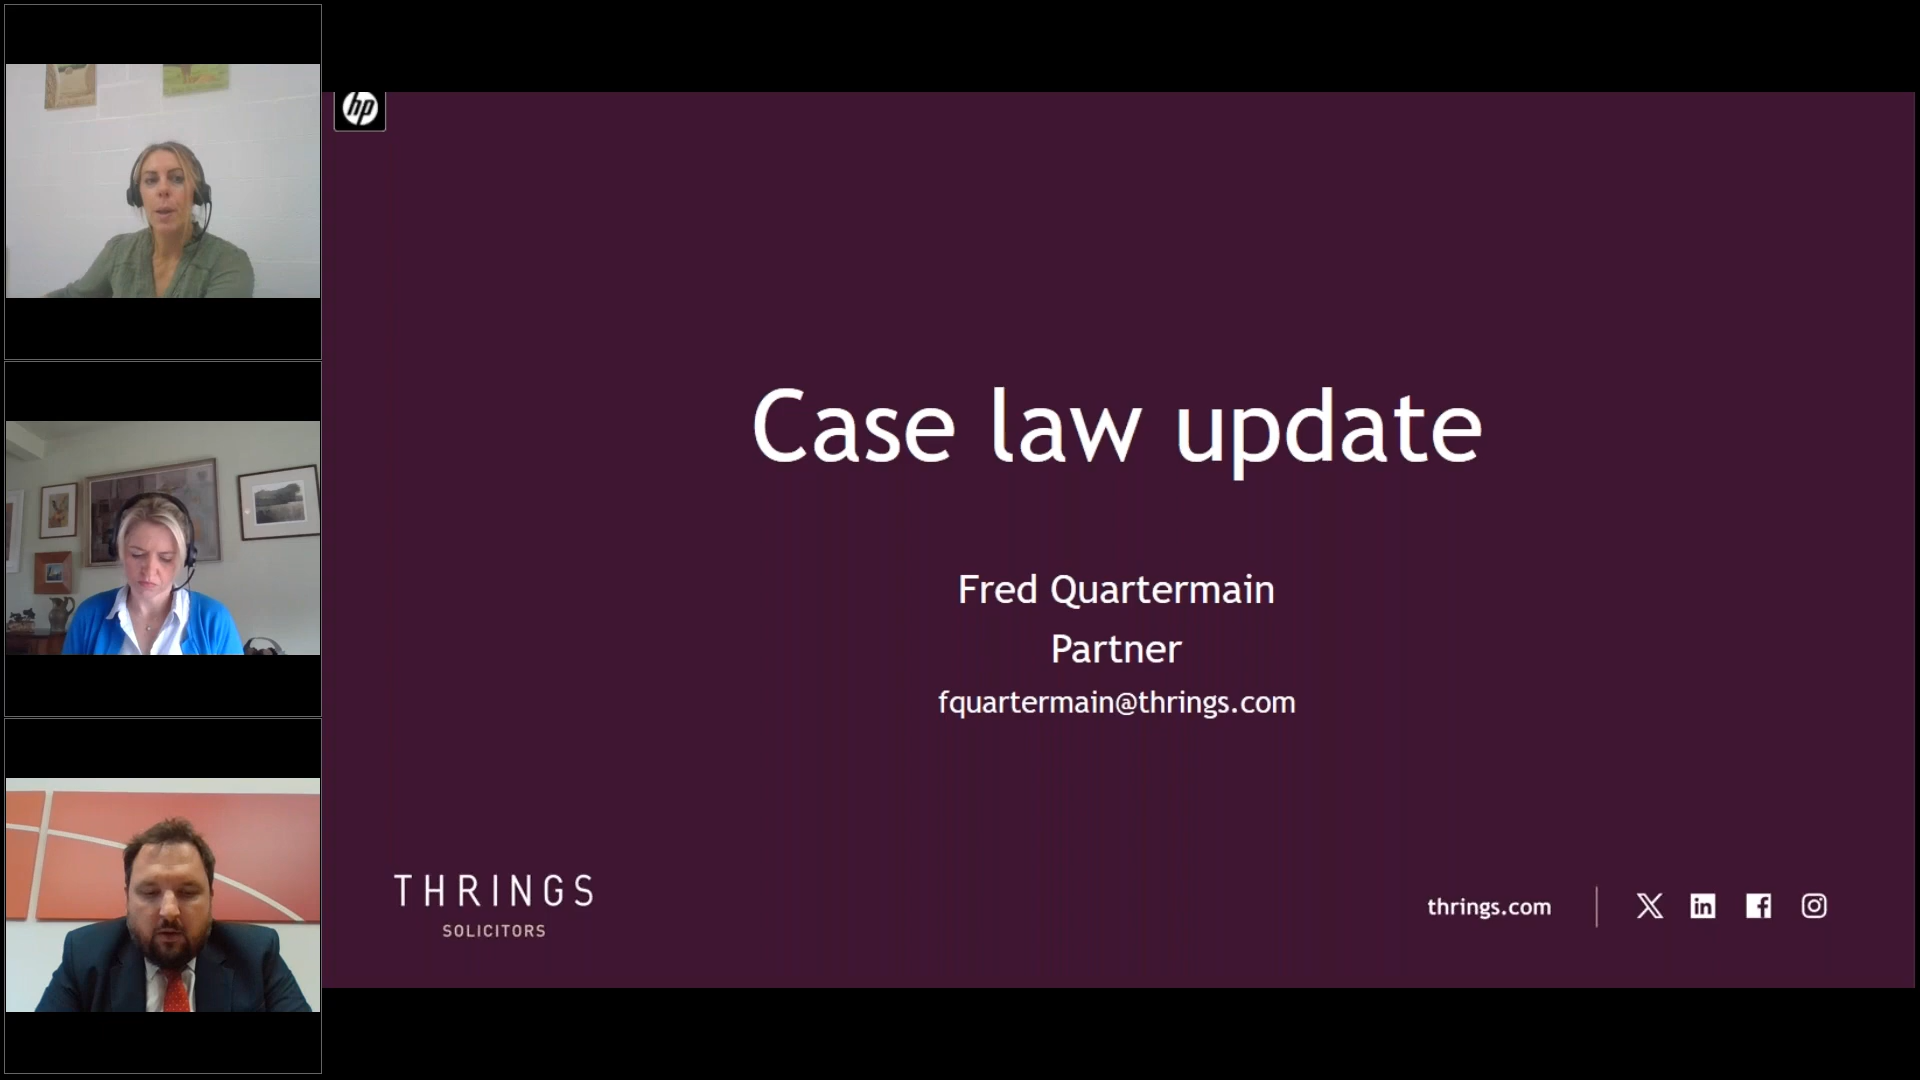 hp
Case law update
Fred Quartermain
Partner
fquartermain@thrings.com
THRINGS
SOLICITORS
thrings.com